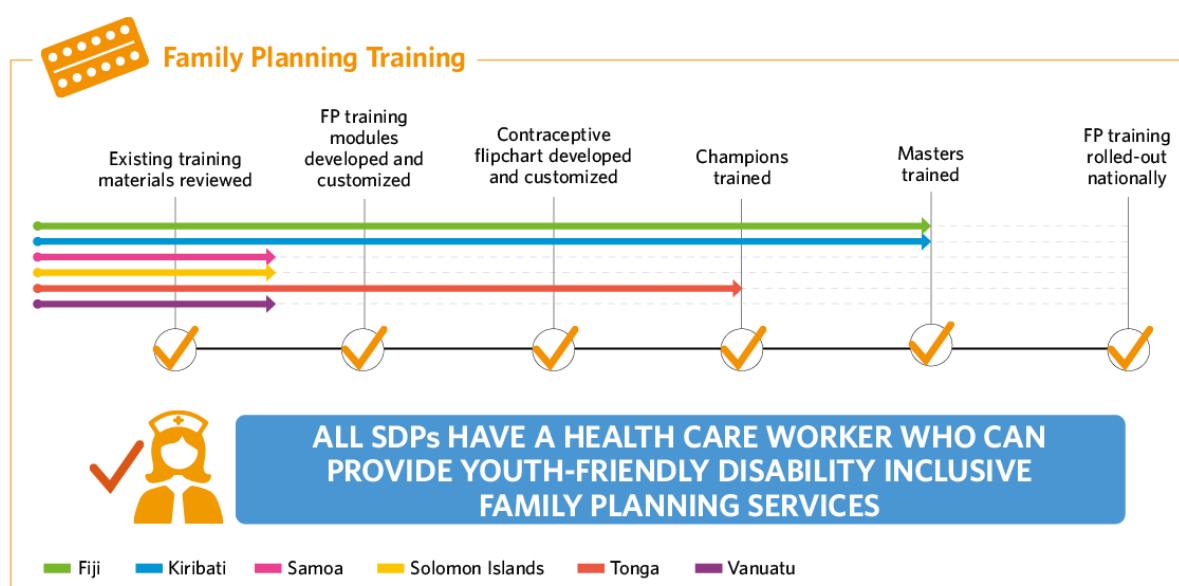 Family Planning Training
Existing training
materials reviewed
FP training
modules
developed and
customized
Contraceptive
flipchart developed
and customized
Champions
trained
Masters
trained
FP training
rolled-out
nationally
ALL SDPs HAVE A HEALTH CARE WORKER WHO CAN
PROVIDE YOUTH-FRIENDLY DISABILITY INCLUSIVE
FAMILY PLANNING SERVICES
Fiji
Kiribati
Samoa
Solomon Islands
Tonga
Vanuatu